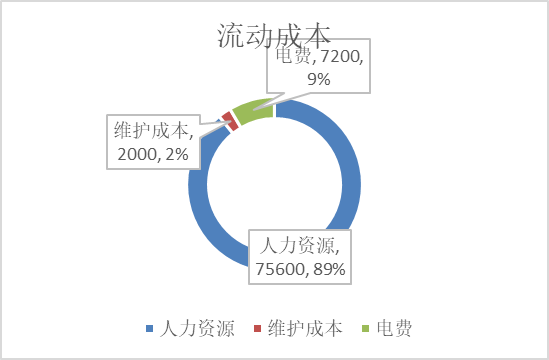 流动成本
电费, 7200,
9%
维护成本,
2000, 2%
人力资源,
75600, 89%
人力资源
维护成本
电费